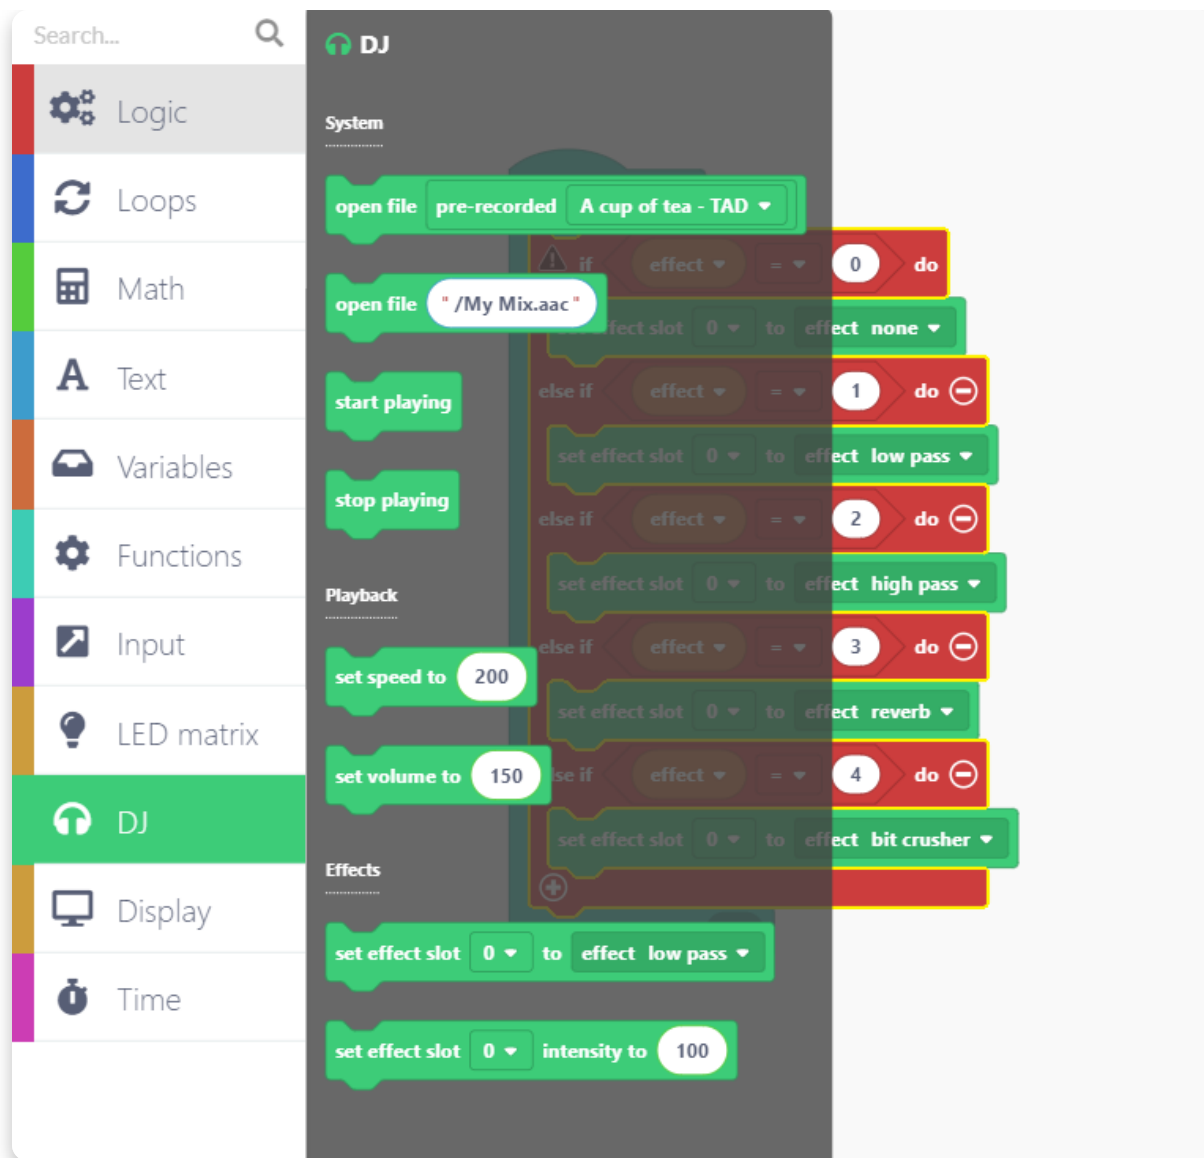 Search...
Logic
Loops
Math
Text
Variables
Functions
Input
LED matrix
DJ
Display
Time
DJ
System
open file pre-recorded A cup of tea - TAD
open file " /My Mix.aac "
start playing
stop playing
Playback
set speed to 200
set volume to 150
Effects
set effect slot 0 to effect low pass
set effect slot 0 intensity to 100
if effect = 0 do
effect slot 0 to effect none
else if effect = 1 do
set effect slot 0 to effect low pass
else if effect = 2 do
set effect slot 0 to effect high pass
else if effect = 3 do
set effect slot 0 to effect reverb
if effect = 4 do
set effect slot 0 to effect bit crusher